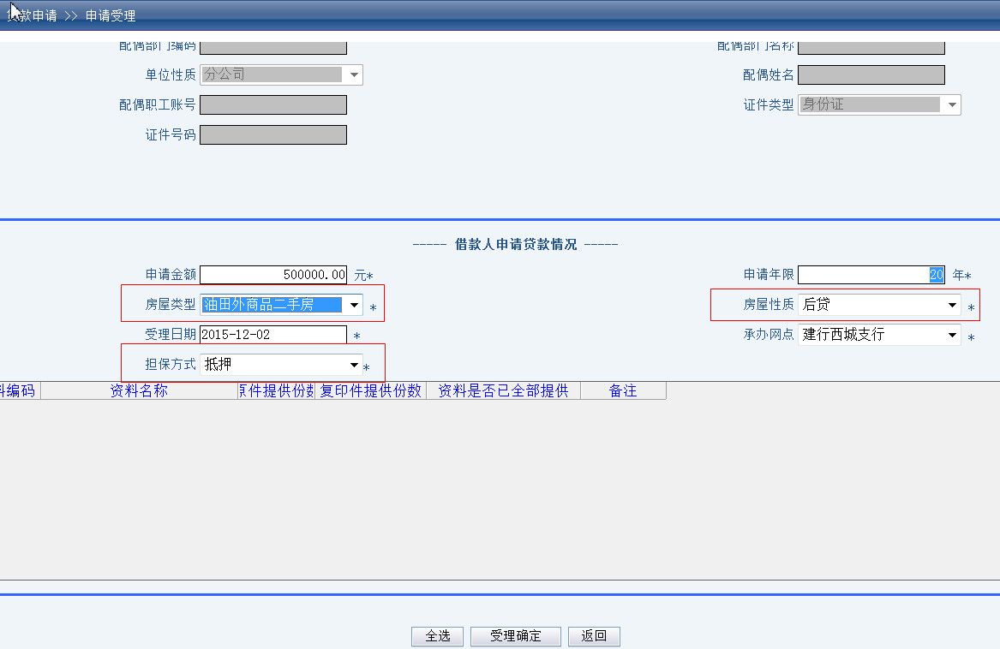 贷款申请 >> 申请受理
配偶部门编码 配偶部门名称
单位性质 分公司 配偶姓名
配偶职工账号 证件类型 身份证
证件号码
----- 借款人申请贷款情况 -----
申请金额 500000.00 元* 申请年限 20 年*
房屋类型 油田外商品二手房 * 房屋性质 后贷 *
受理日期 2015-12-02 * 承办网点 建行西城支行 *
担保方式 抵押 *
料编码 资料名称 原件提供份数 复印件提供份数 资料是否已全部提供 备注
全选 受理确定 返回